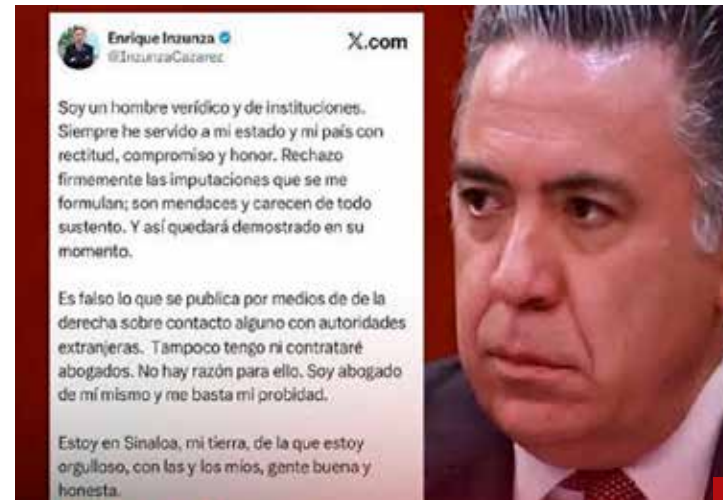 Enrique Inzunza
@InzunzaCazarez
X.com
Soy un hombre verídico y de instituciones.
Siempre he servido a mi estado y mi país con
rectitud, compromiso y honor. Rechazo
firmemente las imputaciones que se me
formulan; son mendaces y carecen de todo
sustento. Y así quedará demostrado en su
momento.
Es falso lo que se publica por medios de de la
derecha sobre contacto alguno con autoridades
extranjeras. Tampoco tengo ni contrataré
abogados. No hay razón para ello. Soy abogado
de mí mismo y me basta mi probidad.
Estoy en Sinaloa, mi tierra, de la que estoy
orgulloso, con las y los míos, gente buena y
honesta.